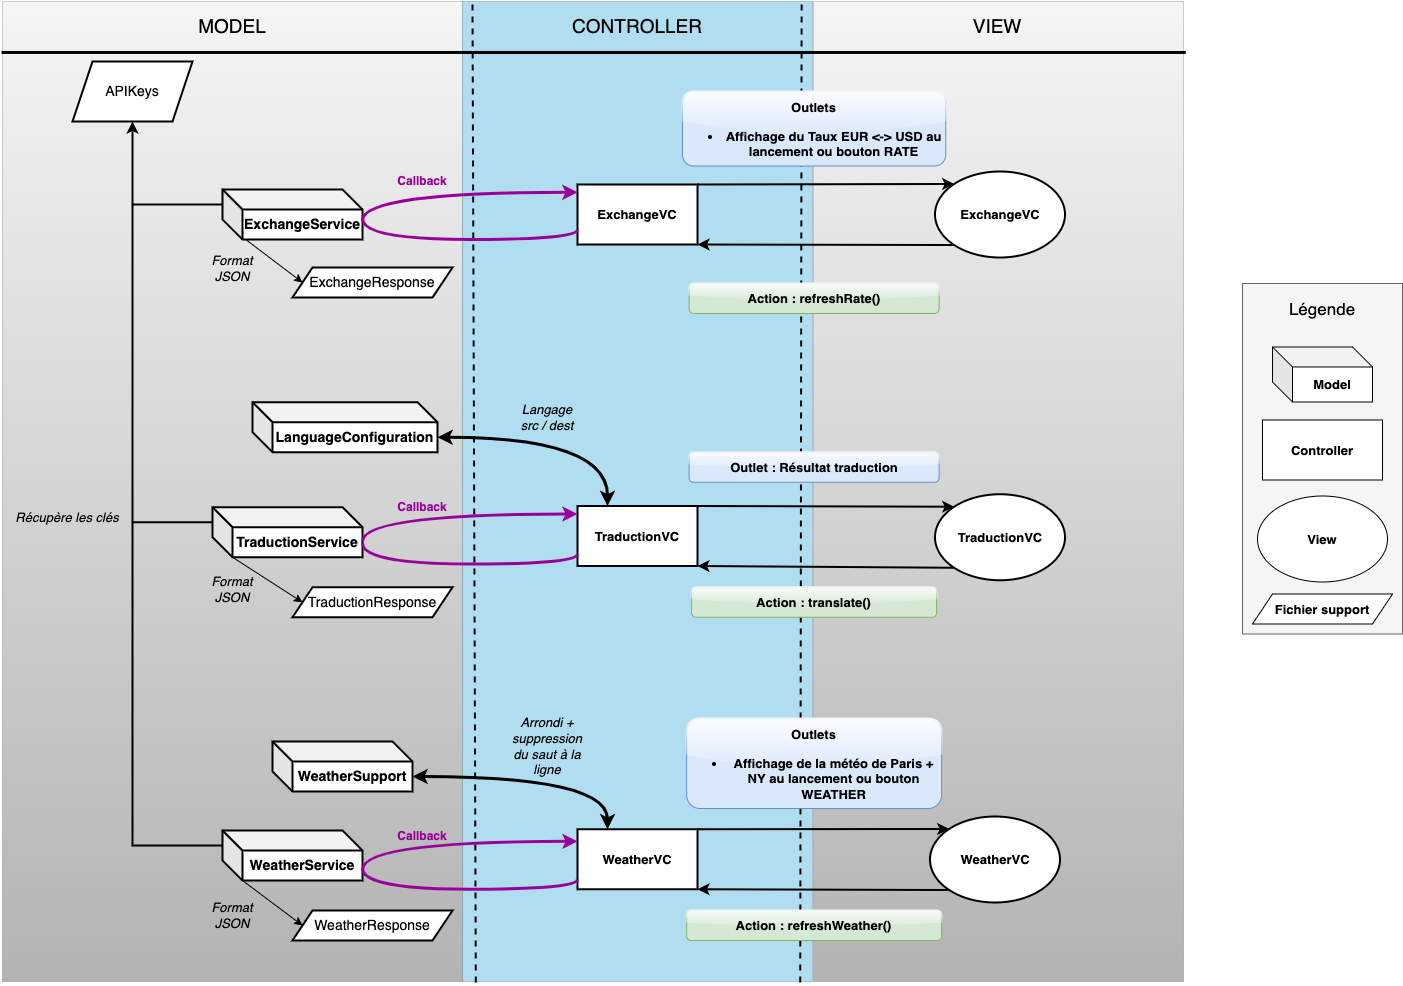 MODEL
CONTROLLER
VIEW
APIKeys
Outlets
• Affichage du Taux EUR <-> USD au
lancement ou bouton RATE
Callback
ExchangeService
ExchangeVC
ExchangeVC
Format
JSON
ExchangeResponse
Action : refreshRate()
Langage
src / dest
LanguageConfiguration
Outlet : Résultat traduction
Callback
Récupère les clés
TraductionService
TraductionVC
TraductionVC
Format
JSON
TraductionResponse
Action : translate()
Arrondi +
suppression
du saut à la
ligne
Outlets
• Affichage de la météo de Paris +
NY au lancement ou bouton
WEATHER
WeatherSupport
Callback
WeatherService
WeatherVC
WeatherVC
Format
JSON
WeatherResponse
Action : refreshWeather()
Légende
Model
Controller
View
Fichier support